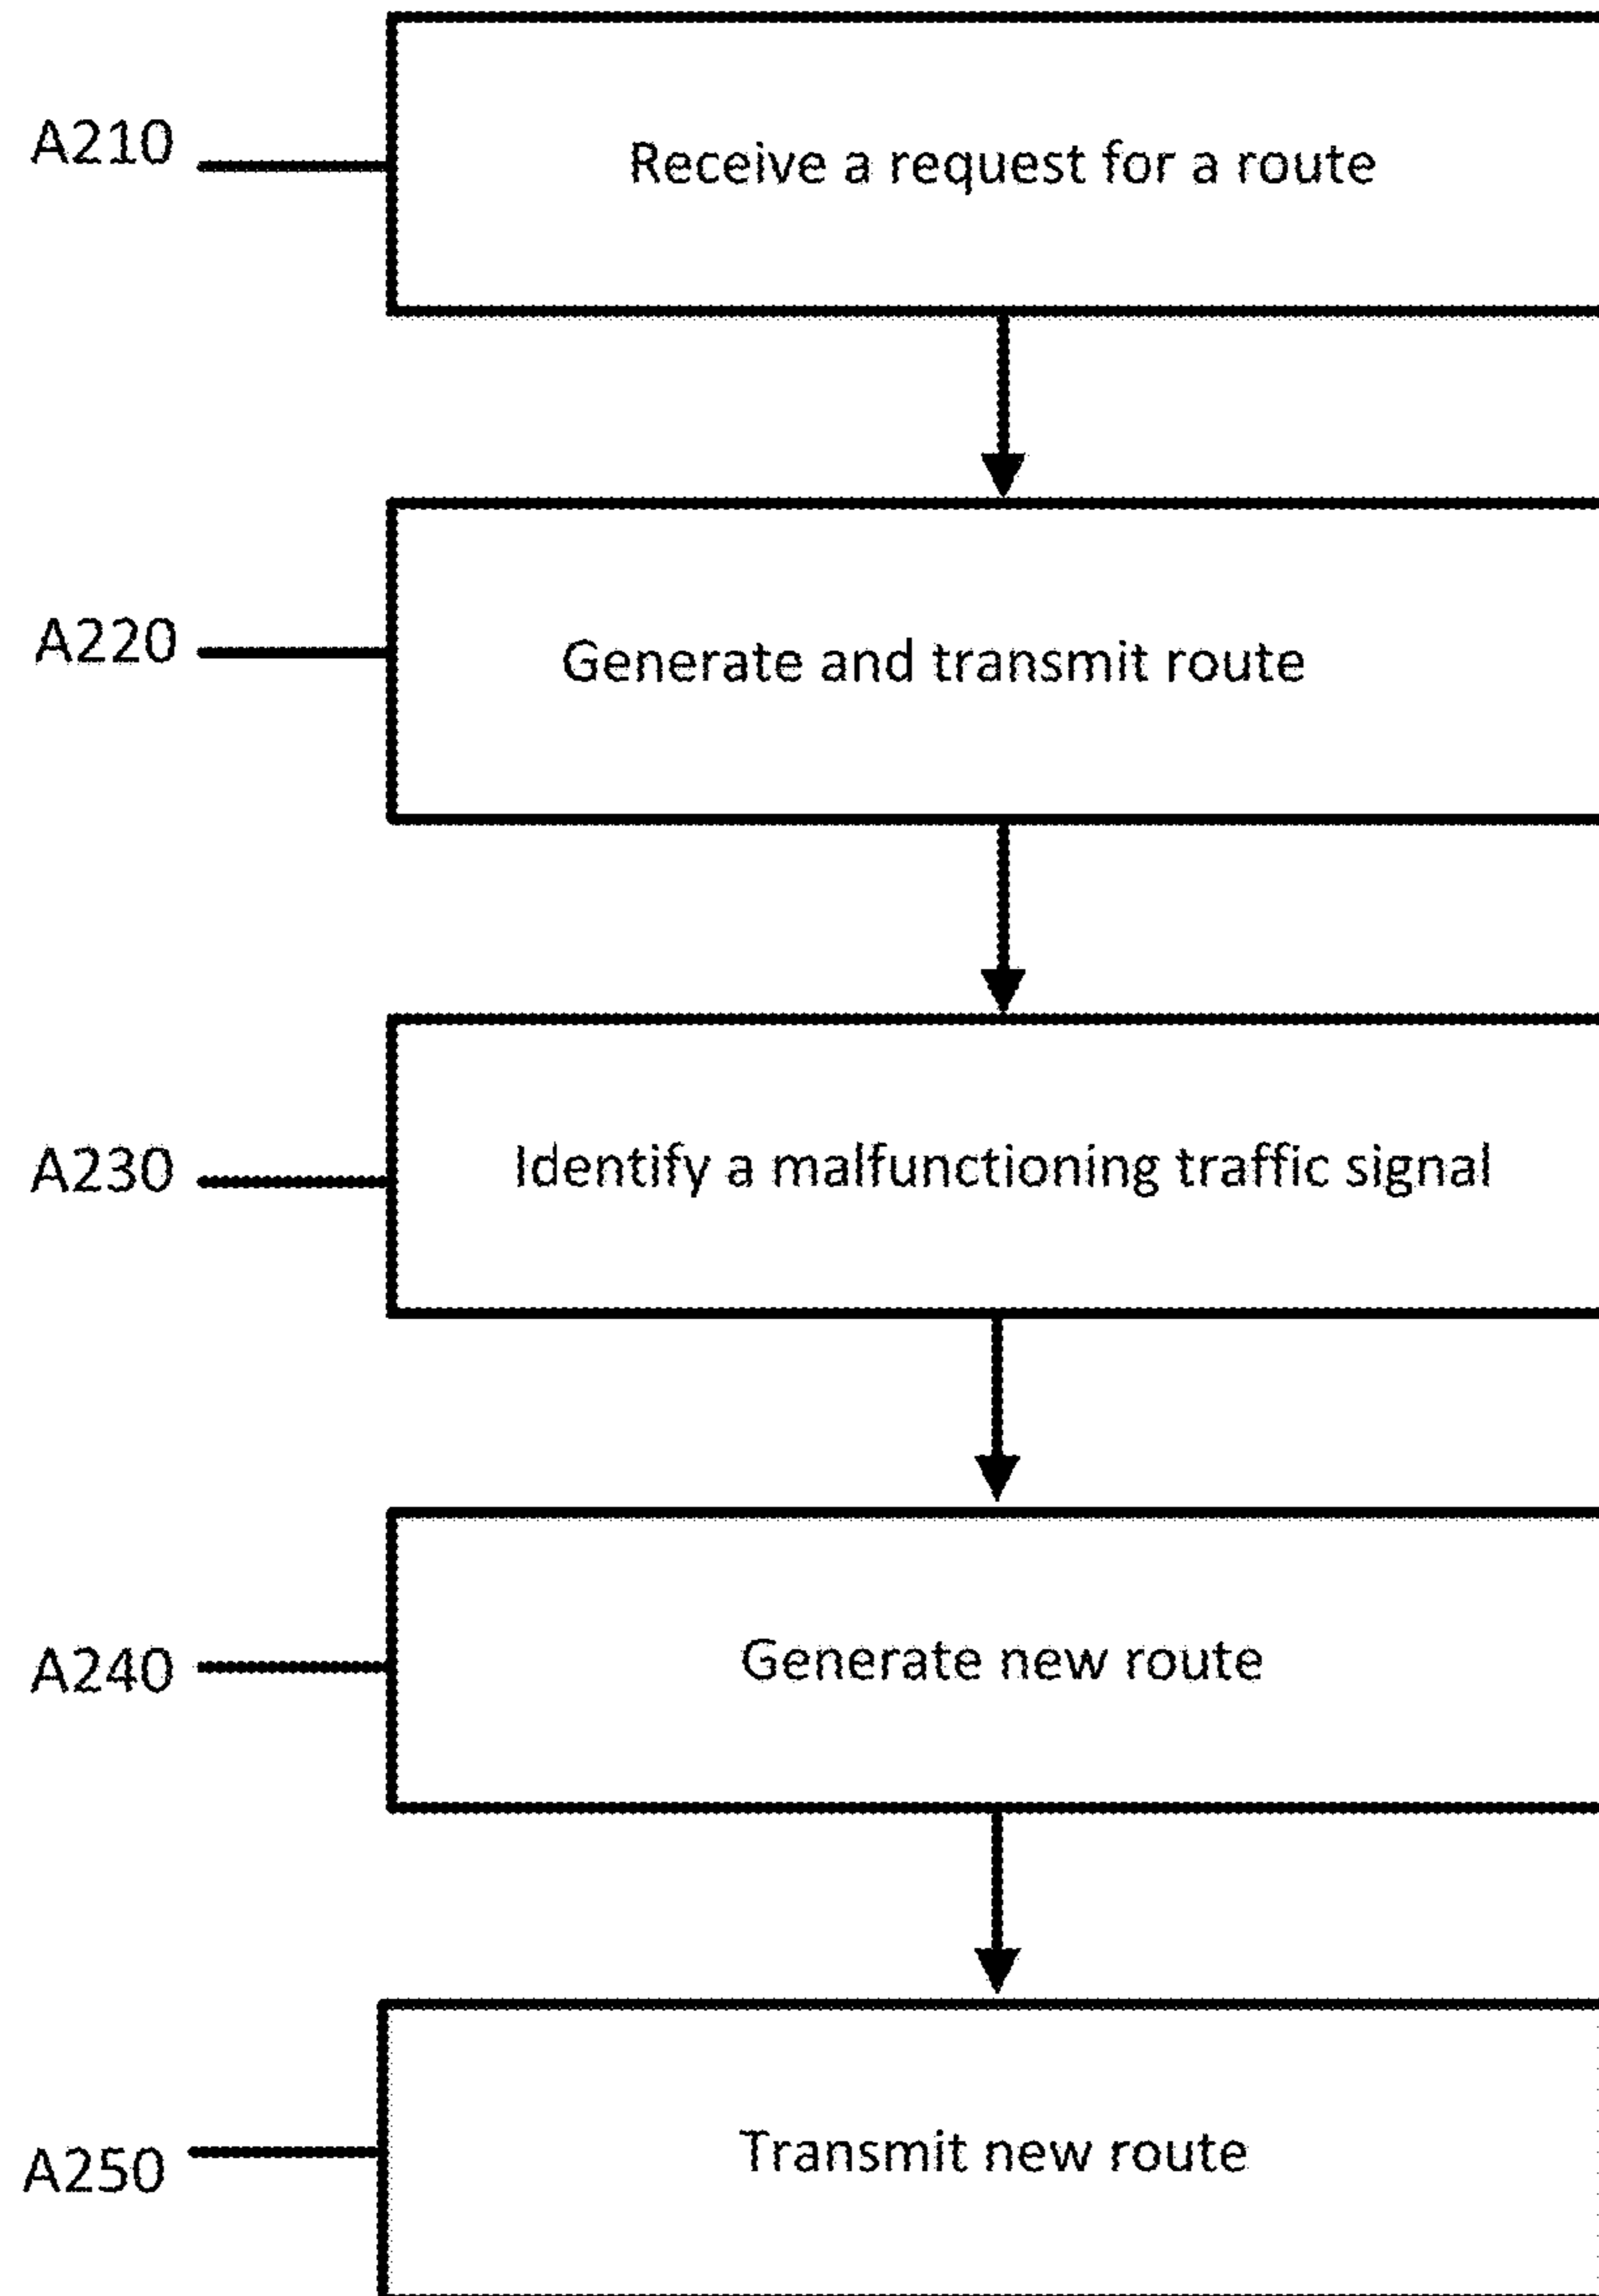 A210
Receive a request for a route
A220
Generate and transmit route
A230
Identify a malfunctioning traffic signal
A240
Generate new route
A250
Transmit new route